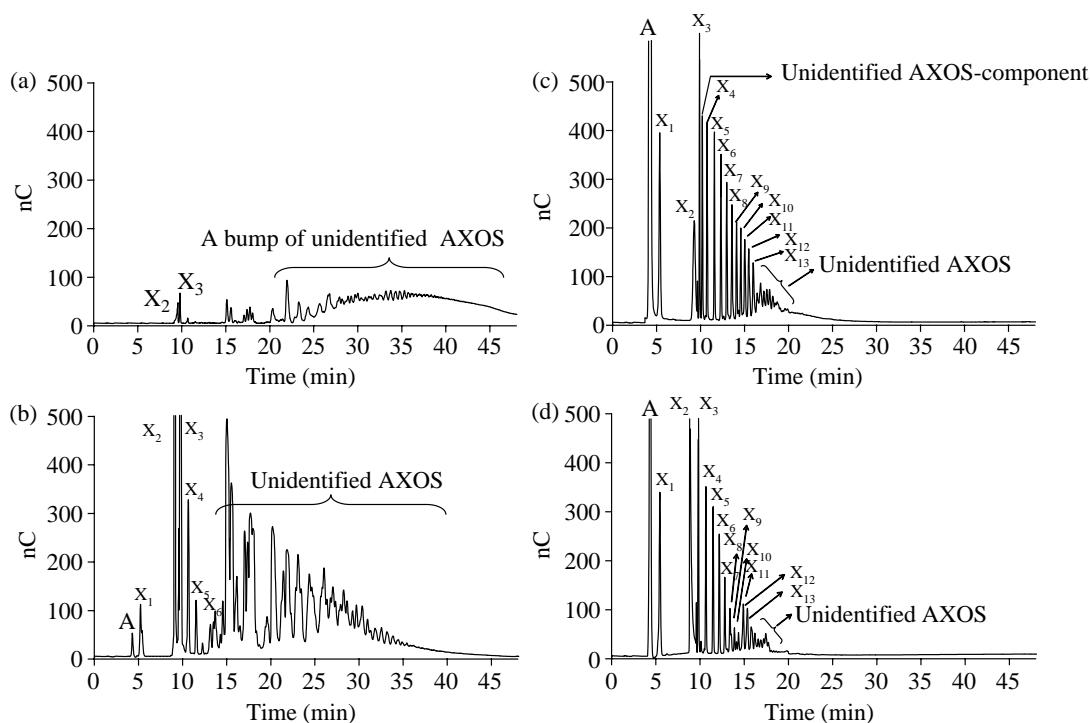 (a)
500
400
300
200
100
0
nC
X₂
X₃
A bump of unidentified AXOS
0 5 10 15 20 25 30 35 40 45
Time (min)
(b)
500
400
300
200
100
0
nC
A
X₁
X₂
X₃
X₄
X₅
X₆
Unidentified AXOS
0 5 10 15 20 25 30 35 40 45
Time (min)
(c)
500
400
300
200
100
0
nC
A
X₁
X₂
X₃
Unidentified AXOS-component
X₄
X₅
X₆
X₇
X₈
X₉
X₁₀
X₁₁
X₁₂
X₁₃
Unidentified AXOS
0 5 10 15 20 25 30 35 40 45
Time (min)
(d)
500
400
300
200
100
0
nC
A
X₁
X₂
X₃
X₄
X₅
X₆
X₇
X₈
X₉
X₁₀
X₁₁
X₁₂
X₁₃
Unidentified AXOS
0 5 10 15 20 25 30 35 40 45
Time (min)